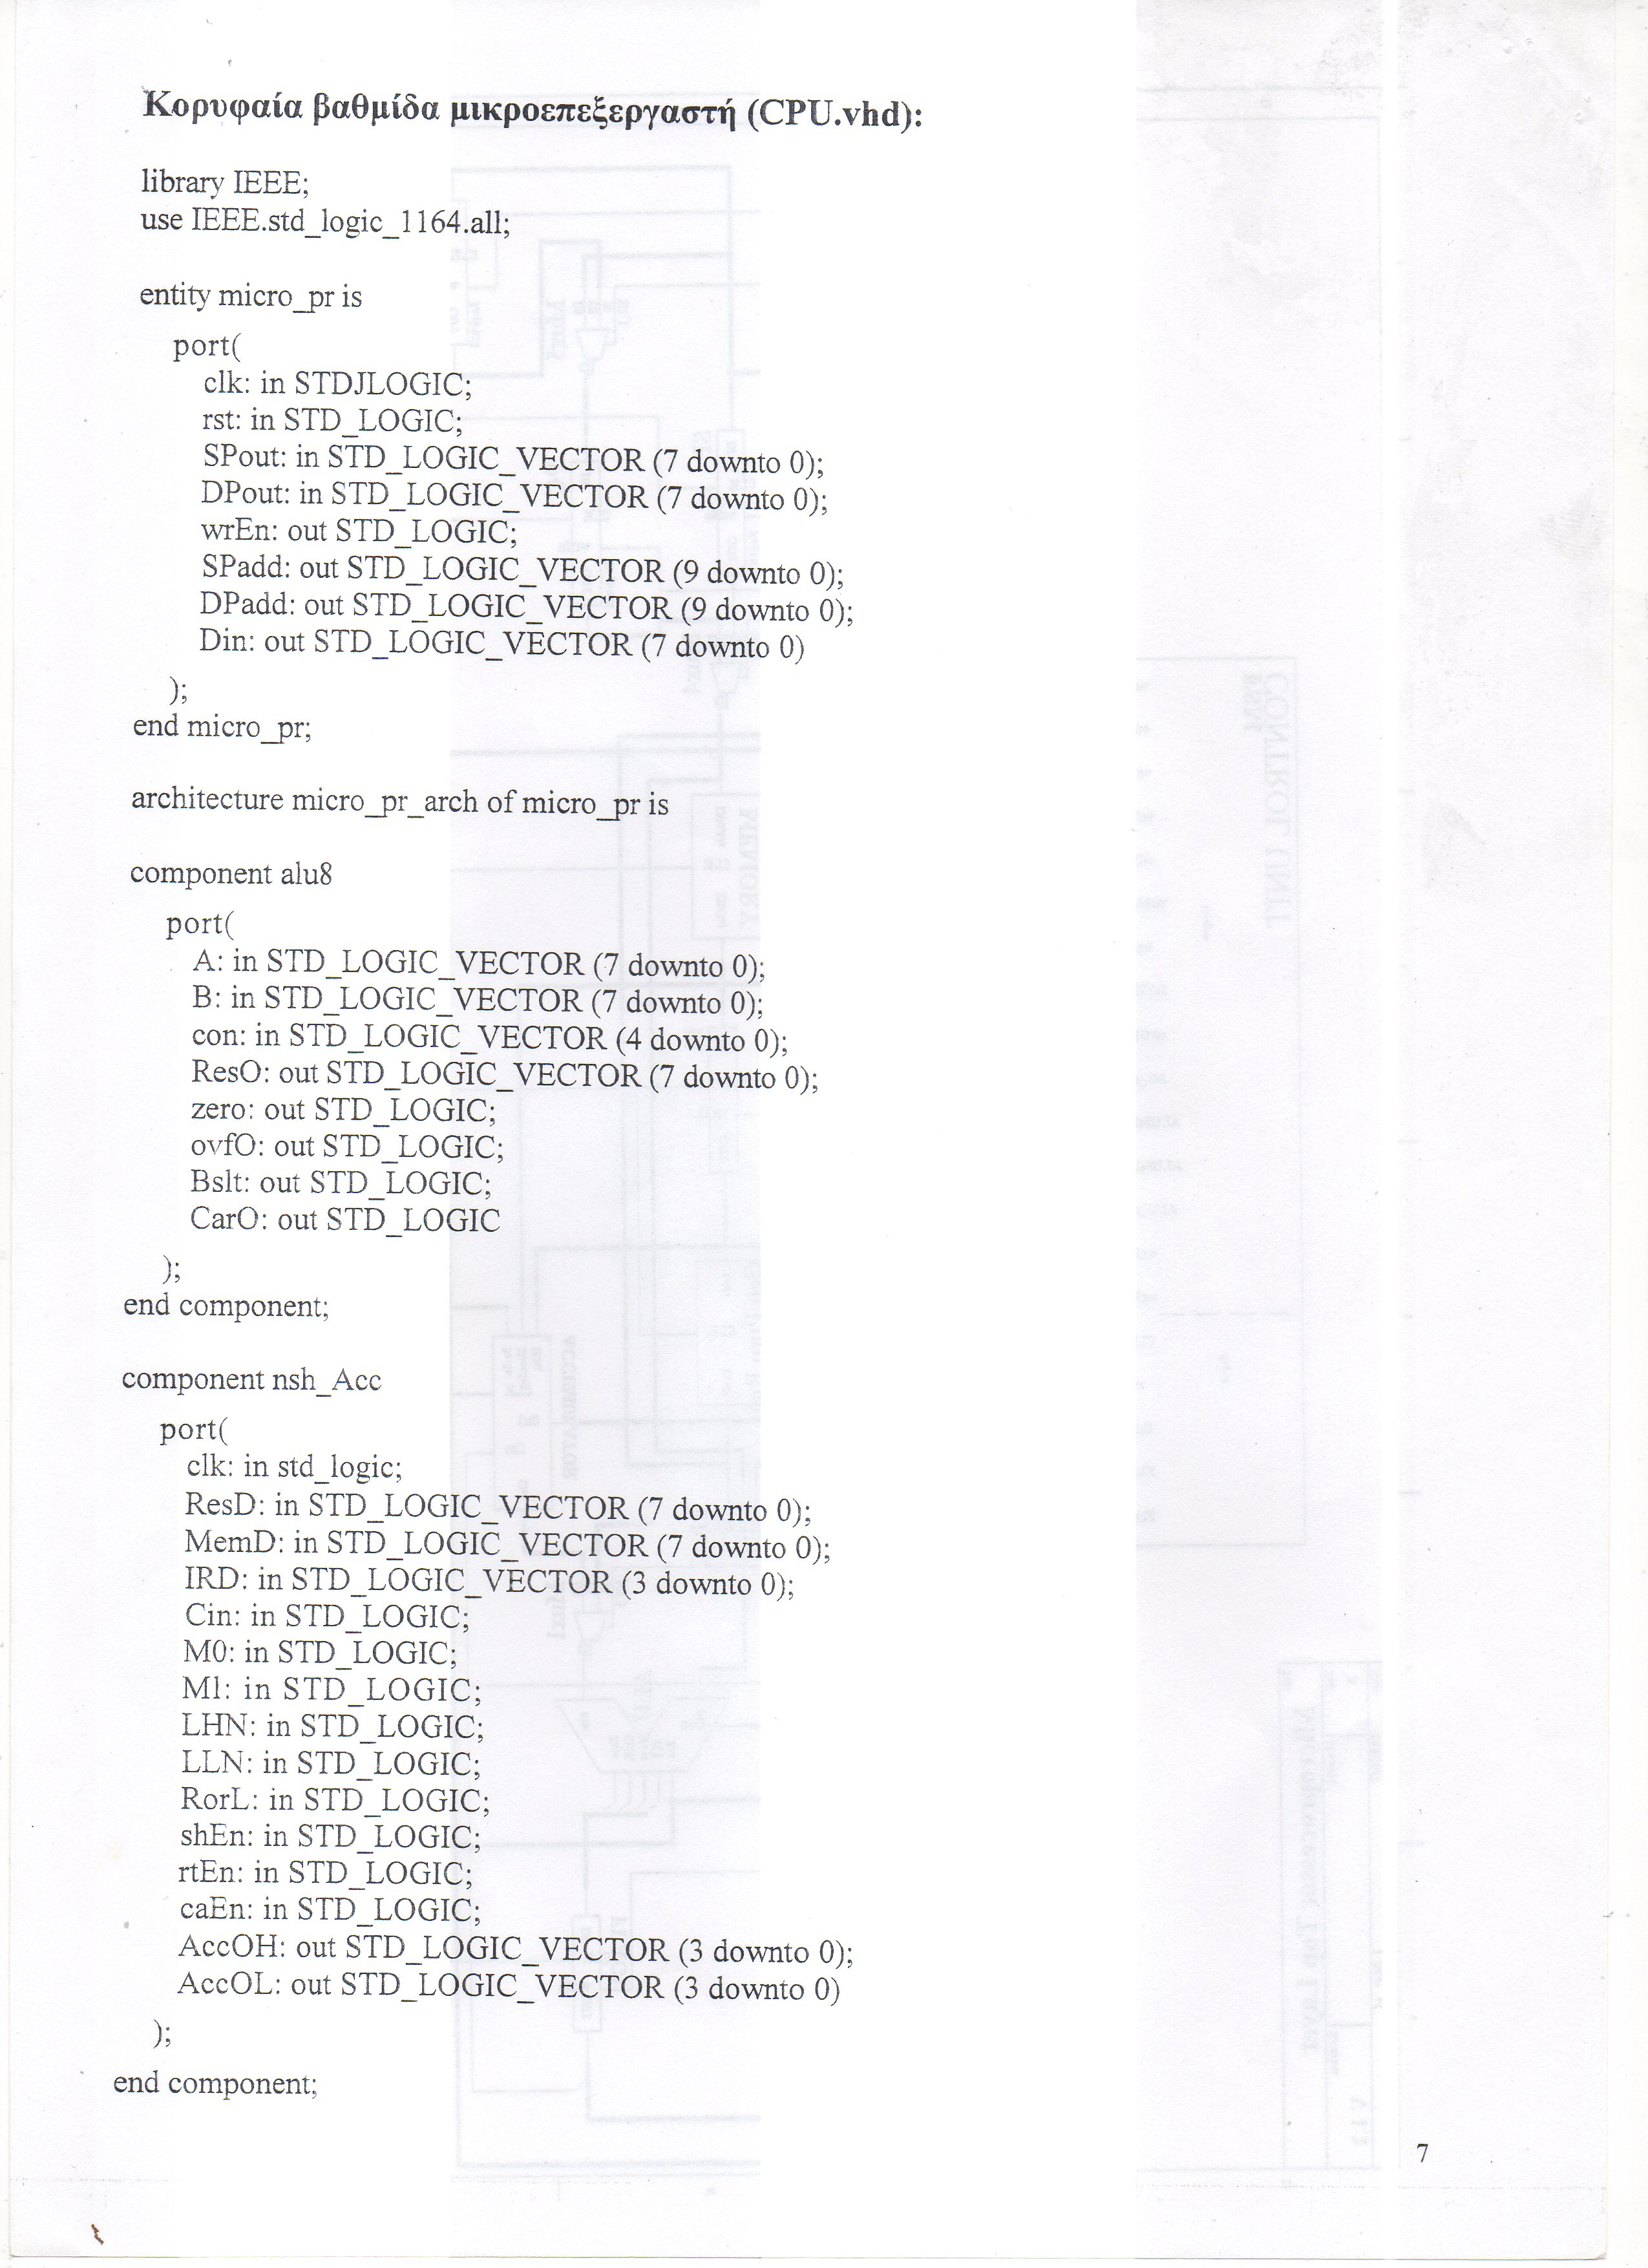 Κορυφαία βαθμίδα μικροεπεξεργαστή (CPU.vhd):
library IEEE;
use IEEE.std_logic_1164.all;
entity micro_pr is
port(
clk: in STDJLOGIC;
rst: in STD_LOGIC;
SPout: in STD_LOGIC_VECTOR (7 downto 0);
DPout: in STD_LOGIC_VECTOR (7 downto 0);
wrEn: out STD_LOGIC;
SPadd: out STD_LOGIC_VECTOR (9 downto 0);
DPadd: out STD_LOGIC_VECTOR (9 downto 0);
Din: out STD_LOGIC_VECTOR (7 downto 0)
);
end micro_pr;
architecture micro_pr_arch of micro_pr is
component alu8
port(
A: in STD_LOGIC_VECTOR (7 downto 0);
B: in STD_LOGIC_VECTOR (7 downto 0);
con: in STD_LOGIC_VECTOR (4 downto 0);
ResO: out STD_LOGIC_VECTOR (7 downto 0);
zero: out STD_LOGIC;
ovfO: out STD_LOGIC;
Bslt: out STD_LOGIC;
CarO: out STD_LOGIC
);
end component;
component nsh_Acc
port(
clk: in std_logic;
ResD: in STD_LOGIC_VECTOR (7 downto 0);
MemD: in STD_LOGIC_VECTOR (7 downto 0);
IRD: in STD_LOGIC_VECTOR (3 downto 0);
Cin: in STD_LOGIC;
M0: in STD_LOGIC;
Ml: in STD_LOGIC;
LHN: in STD_LOGIC;
LLN: in STD_LOGIC;
RorL: in STD_LOGIC;
shEn: in STD_LOGIC;
rtEn: in STD_LOGIC;
caEn: in STD_LOGIC;
AccOH: out STD_LOGIC_VECTOR (3 downto 0);
AccOL: out STD_LOGIC_VECTOR (3 downto 0)
);
end component;
7